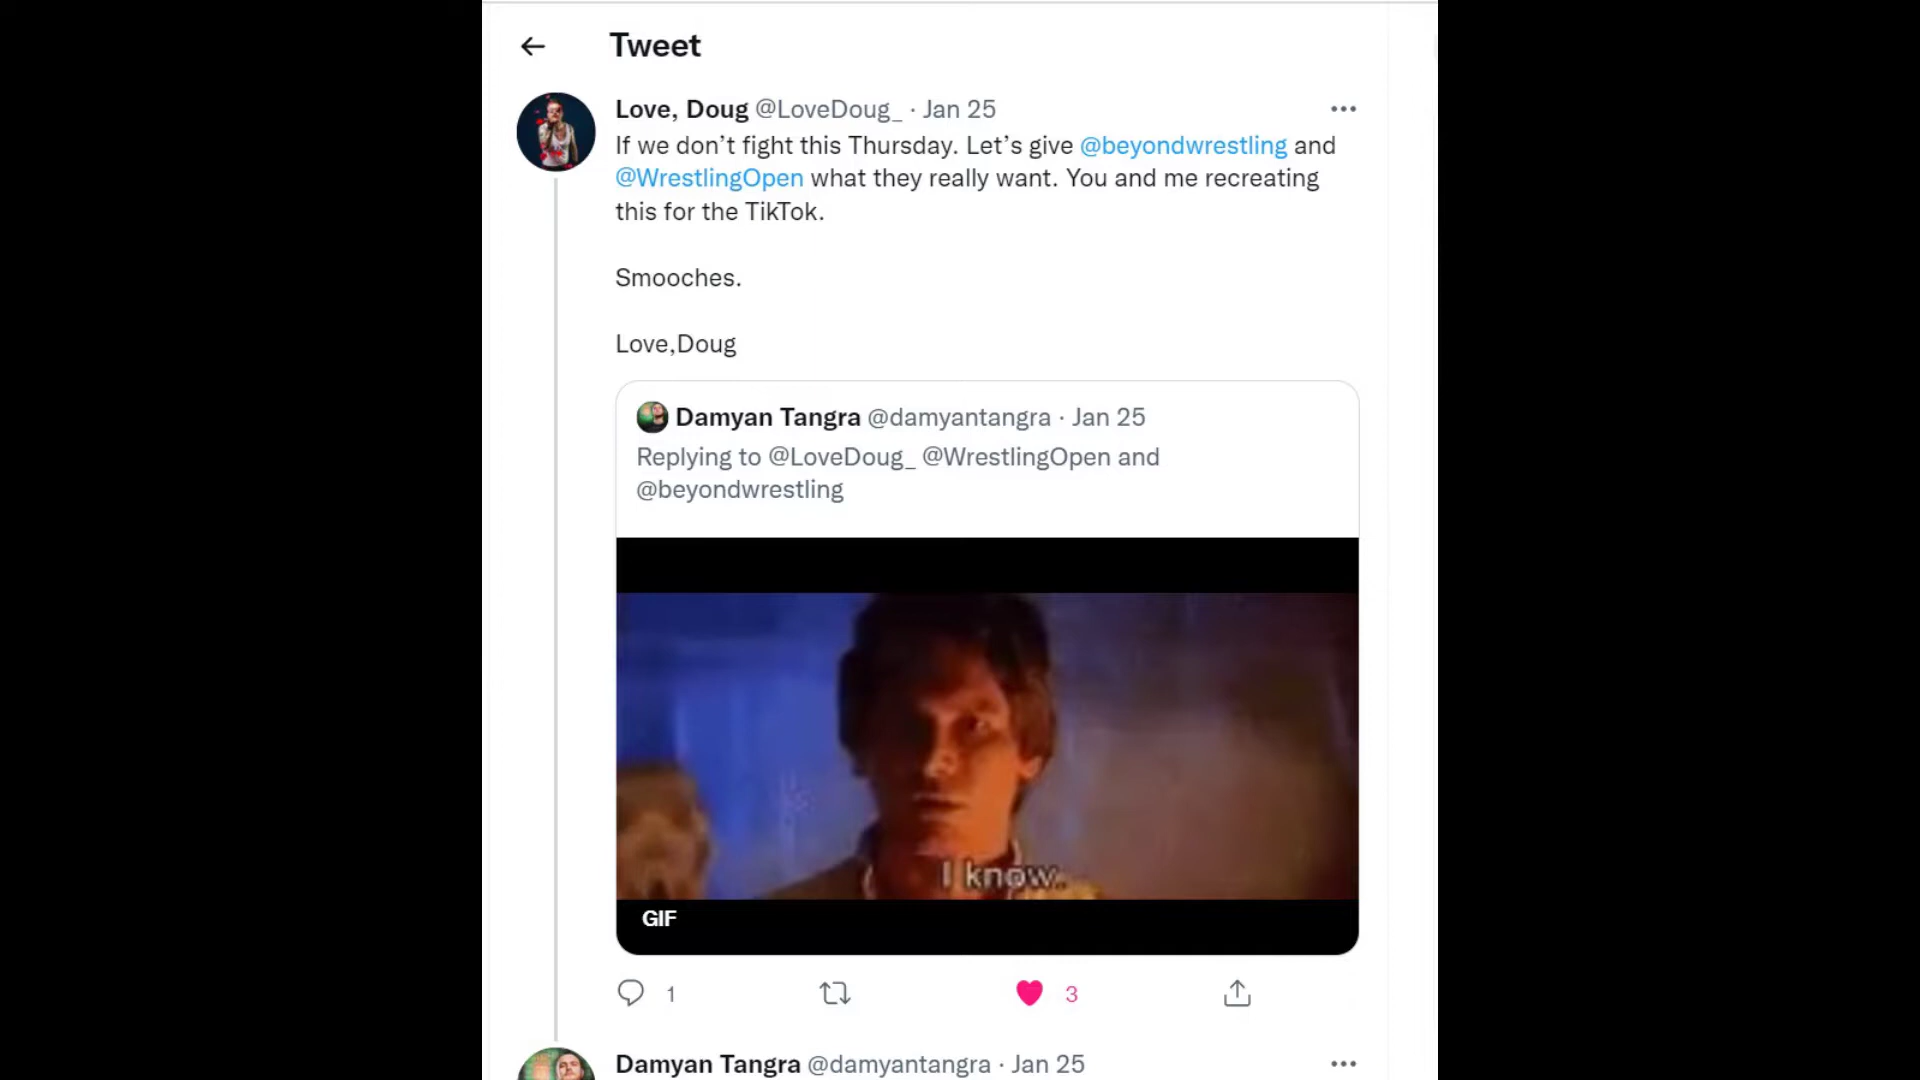 Tweet
Love, Doug @LoveDoug_ · Jan 25
If we don’t fight this Thursday. Let’s give @beyondwrestling and
@WrestlingOpen what they really want. You and me recreating
this for the TikTok.
Smooches.
Love,Doug
Damyan Tangra @damyantangra · Jan 25
Replying to @LoveDoug_ @WrestlingOpen and
@beyondwrestling
I know.
GIF
1
3
Damyan Tangra @damyantangra · Jan 25